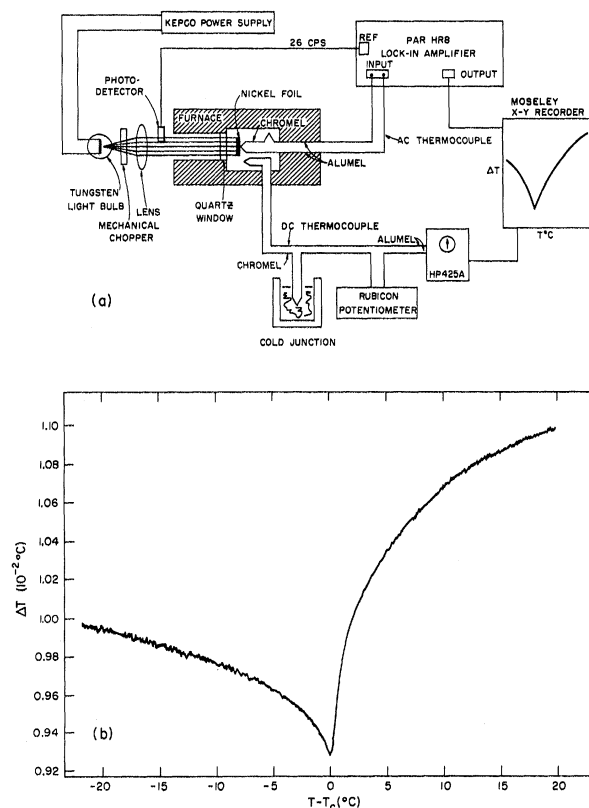 KEPCO POWER SUPPLY
PAR HR8
LOCK-IN AMPLIFIER
REF
26 CPS
INPUT
OUTPUT
PHOTO-
DETECTOR
NICKEL FOIL
FURNACE
CHROMEL
MOSELEY
X-Y RECORDER
AC THERMOCOUPLE
ALUMEL
ΔT
TUNGSTEN
LIGHT BULB
MECHANICAL
CHOPPER
LENS
QUARTZ
WINDOW
T°C
DC THERMOCOUPLE
ALUMEL
CHROMEL
HP425A
(a)
RUBICON
POTENTIOMETER
COLD JUNCTION
1.10
1.08
1.06
1.04
1.02
1.00
0.98
0.96
0.94
0.92
ΔT (10⁻² °C)
(b)
-20 -15 -10 -5 0 5 10 15 20
T-Tc(°C)